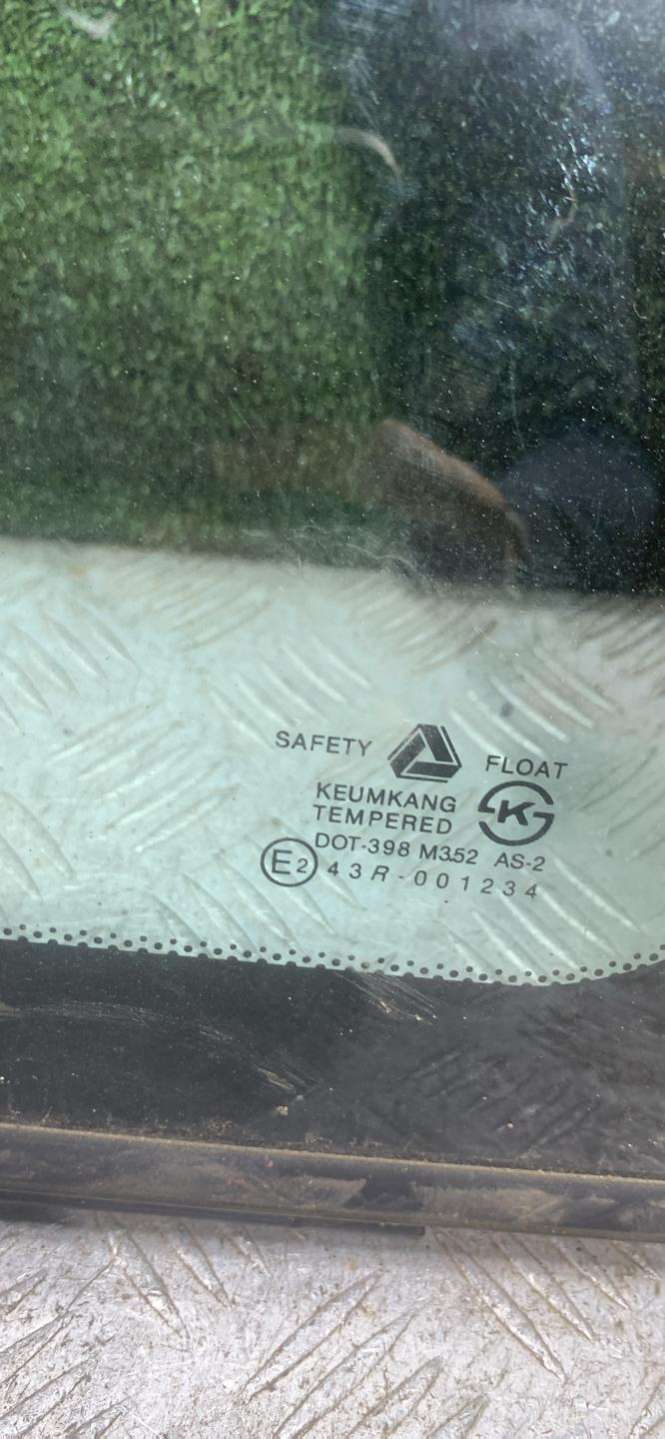 SAFETY FLOAT
KEUMKANG
TEMPERED
K
DOT-398 M352 AS-2
E2 43R-001234